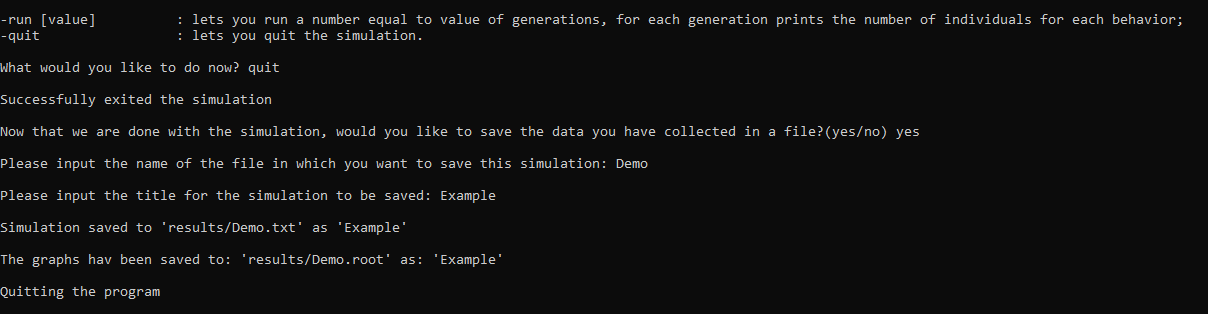 -run [value]          : lets you run a number equal to value of generations, for each generation prints the number of individuals for each behavior;
-quit                 : lets you quit the simulation.
What would you like to do now? quit
Successfully exited the simulation
Now that we are done with the simulation, would you like to save the data you have collected in a file?(yes/no) yes
Please input the name of the file in which you want to save this simulation: Demo
Please input the title for the simulation to be saved: Example
Simulation saved to 'results/Demo.txt' as 'Example'
The graphs hav been saved to: 'results/Demo.root' as: 'Example'
Quitting the program